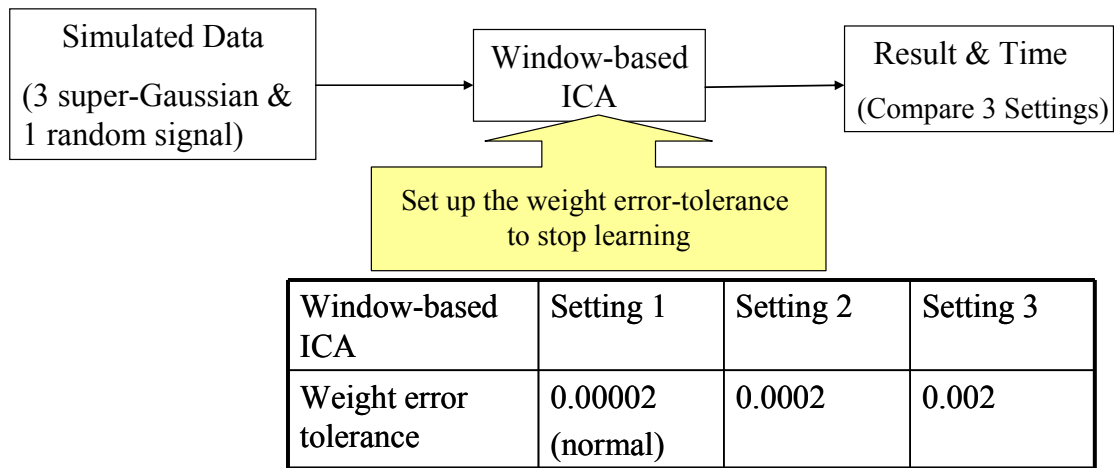 Simulated Data
(3 super-Gaussian &
1 random signal)
Window-based
ICA
Result & Time
(Compare 3 Settings)
Set up the weight error-tolerance
to stop learning
Window-based
ICA
Setting 1
Setting 2
Setting 3
Weight error
tolerance
0.00002
(normal)
0.0002
0.002